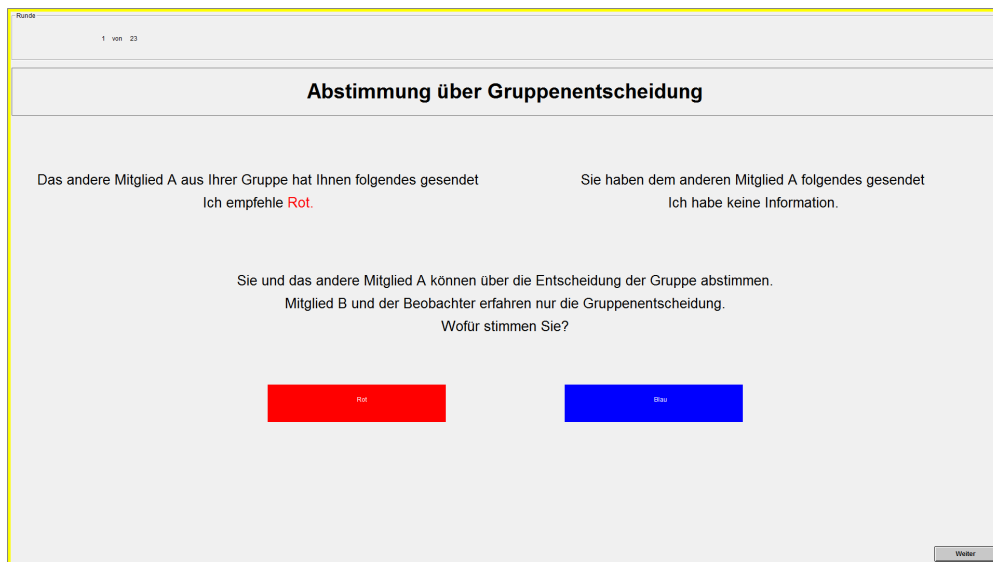 Runde
1 von 23
Abstimmung über Gruppenentscheidung
Das andere Mitglied A aus Ihrer Gruppe hat Ihnen folgendes gesendet
Ich empfehle Rot.
Sie haben dem anderen Mitglied A folgendes gesendet
Ich habe keine Information.
Sie und das andere Mitglied A können über die Entscheidung der Gruppe abstimmen.
Mitglied B und der Beobachter erfahren nur die Gruppenentscheidung.
Wofür stimmen Sie?
Rot
Blau
Weiter